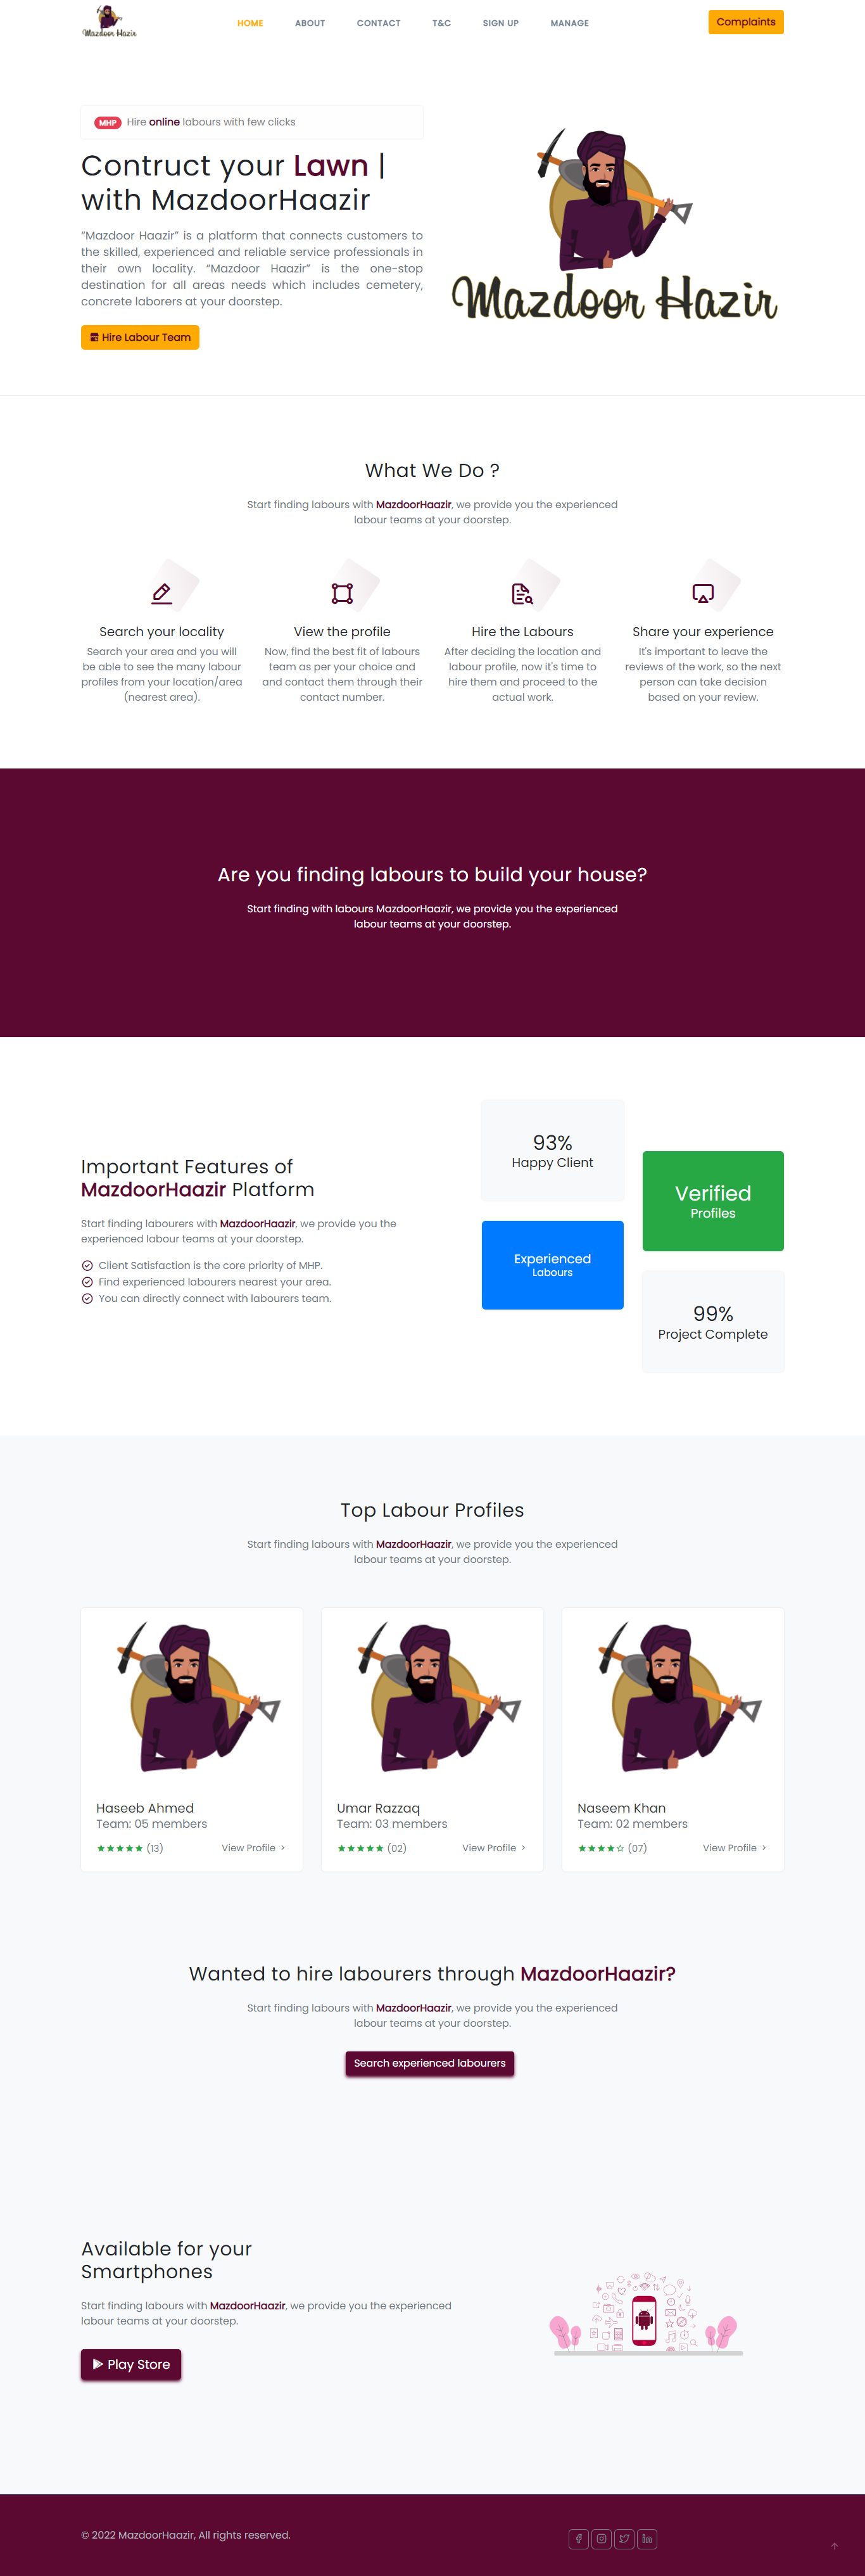 Mazdoor Hazir
HOME ABOUT CONTACT T&C SIGN UP MANAGE
Complaints
MHP Hire online labours with few clicks
Contruct your Lawn |
with MazdoorHaazir
“Mazdoor Haazir” is a platform that connects customers to
the skilled, experienced and reliable service professionals in
their own locality. “Mazdoor Haazir” is the one-stop
destination for all areas needs which includes cemetery,
concrete laborers at your doorstep.
Hire Labour Team
Mazdoor Hazir
What We Do ?
Start finding labours with MazdoorHaazir, we provide you the experienced
labour teams at your doorstep.
Search your locality
Search your area and you will
be able to see the many labour
profiles from your location/area
(nearest area).
View the profile
Now, find the best fit of labours
team as per your choice and
and contact them through their
contact number.
Hire the Labours
After deciding the location and
labour profile, now it's time to
hire them and proceed to the
actual work.
Share your experience
It's important to leave the
reviews of the work, so the next
person can take decision
based on your review.
Are you finding labours to build your house?
Start finding with labours MazdoorHaazir, we provide you the experienced
labour teams at your doorstep.
Important Features of
MazdoorHaazir Platform
Start finding labourers with MazdoorHaazir, we provide you the
experienced labour teams at your doorstep.
Client Satisfaction is the core priority of MHP.
Find experienced labourers nearest your area.
You can directly connect with labourers team.
93%
Happy Client
Experienced
Labours
Verified
Profiles
99%
Project Complete
Top Labour Profiles
Start finding labours with MazdoorHaazir, we provide you the experienced
labour teams at your doorstep.
Haseeb Ahmed
Team: 05 members
(13) View Profile
Umar Razzaq
Team: 03 members
(02) View Profile
Naseem Khan
Team: 02 members
(07) View Profile
Wanted to hire labourers through MazdoorHaazir?
Start finding labours with MazdoorHaazir, we provide you the experienced
labour teams at your doorstep.
Search experienced labourers
Available for your
Smartphones
Start finding labours with MazdoorHaazir, we provide you the experienced
labour teams at your doorstep.
Play Store
© 2022 MazdoorHaazir, All rights reserved.